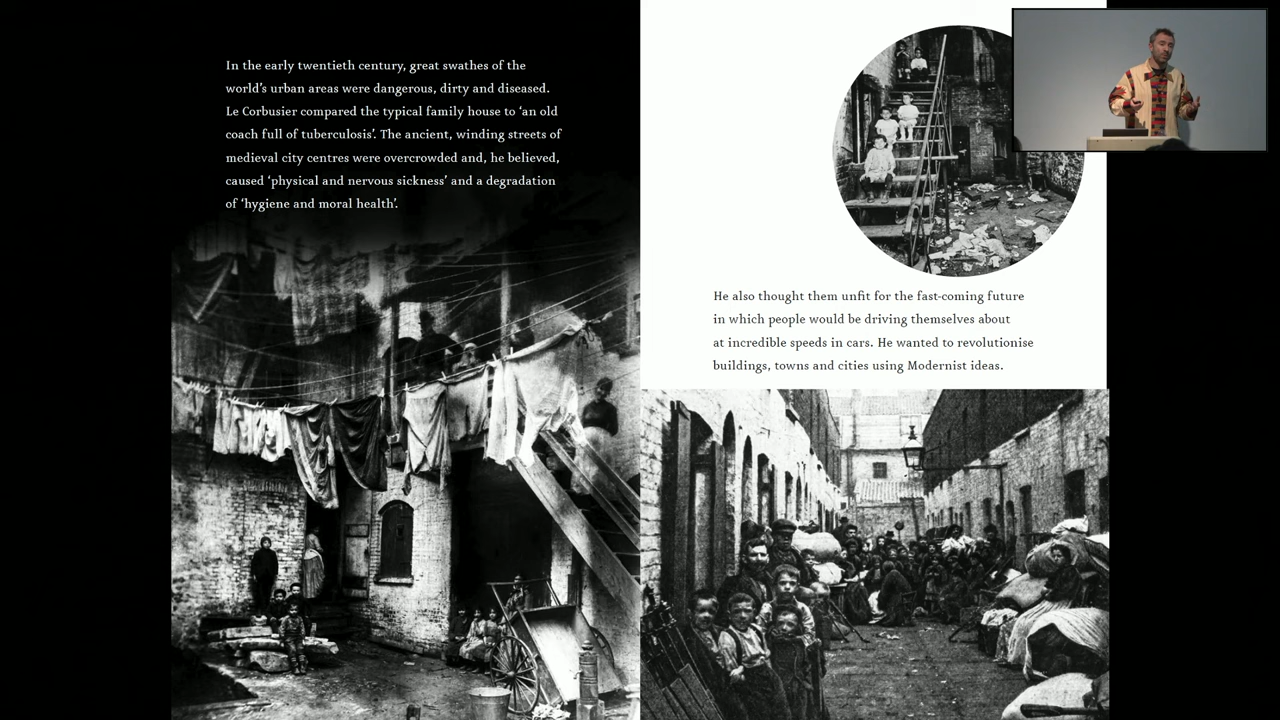 In the early twentieth century, great swathes of the
world’s urban areas were dangerous, dirty and diseased.
Le Corbusier compared the typical family house to ‘an old
coach full of tuberculosis’. The ancient, winding streets of
medieval city centres were overcrowded and, he believed,
caused ‘physical and nervous sickness’ and a degradation
of ‘hygiene and moral health’.
He also thought them unfit for the fast-coming future
in which people would be driving themselves about
at incredible speeds in cars. He wanted to revolutionise
buildings, towns and cities using Modernist ideas.